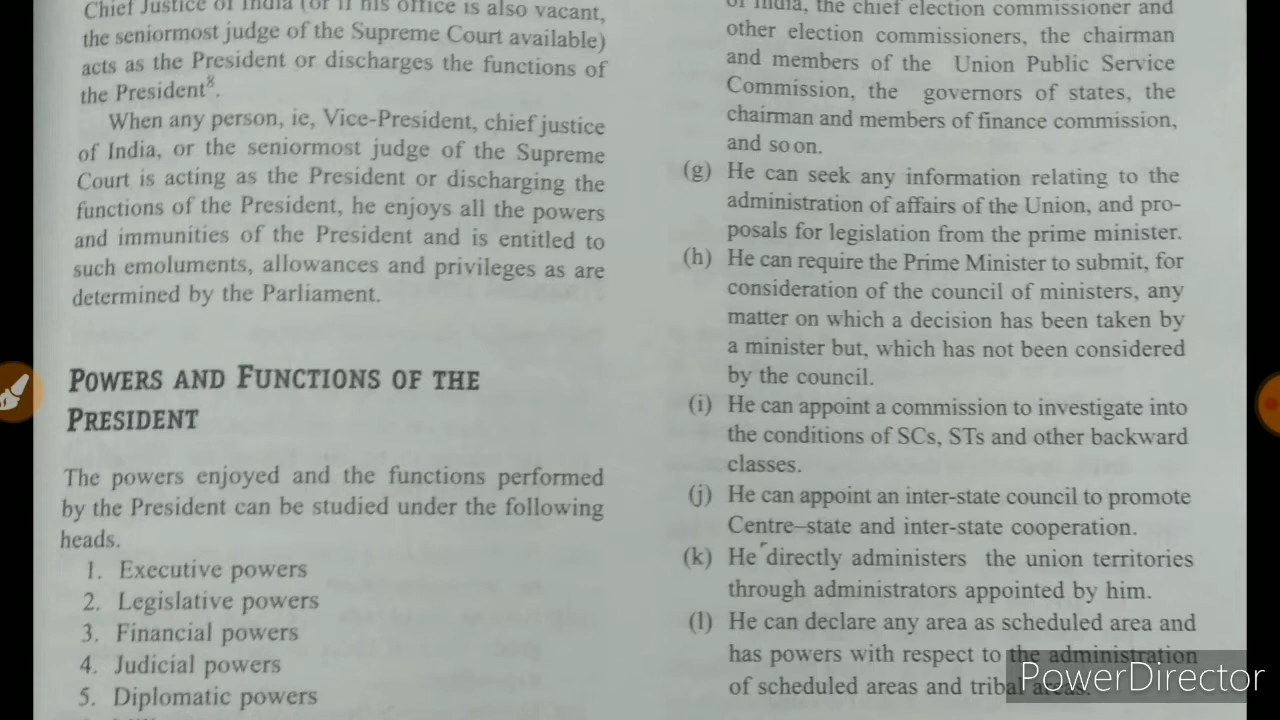 Chief Justice of India (or if his office is also vacant,
the seniormost judge of the Supreme Court available)
acts as the President or discharges the functions of
the President⁸.
When any person, ie, Vice-President, chief justice
of India, or the seniormost judge of the Supreme
Court is acting as the President or discharging the
functions of the President, he enjoys all the powers
and immunities of the President and is entitled to
such emoluments, allowances and privileges as are
determined by the Parliament.
POWERS AND FUNCTIONS OF THE
PRESIDENT
The powers enjoyed and the functions performed
by the President can be studied under the following
heads.
1. Executive powers
2. Legislative powers
3. Financial powers
4. Judicial powers
5. Diplomatic powers
of India, the chief election commissioner and
other election commissioners, the chairman
and members of the Union Public Service
Commission, the governors of states, the
chairman and members of finance commission,
and so on.
(g) He can seek any information relating to the
administration of affairs of the Union, and pro-
posals for legislation from the prime minister.
(h) He can require the Prime Minister to submit, for
consideration of the council of ministers, any
matter on which a decision has been taken by
a minister but, which has not been considered
by the council.
(i) He can appoint a commission to investigate into
the conditions of SCs, STs and other backward
classes.
(j) He can appoint an inter-state council to promote
Centre–state and inter-state cooperation.
(k) He directly administers the union territories
through administrators appointed by him.
(l) He can declare any area as scheduled area and
has powers with respect to the administration
of scheduled areas and tribal areas.
PowerDirector